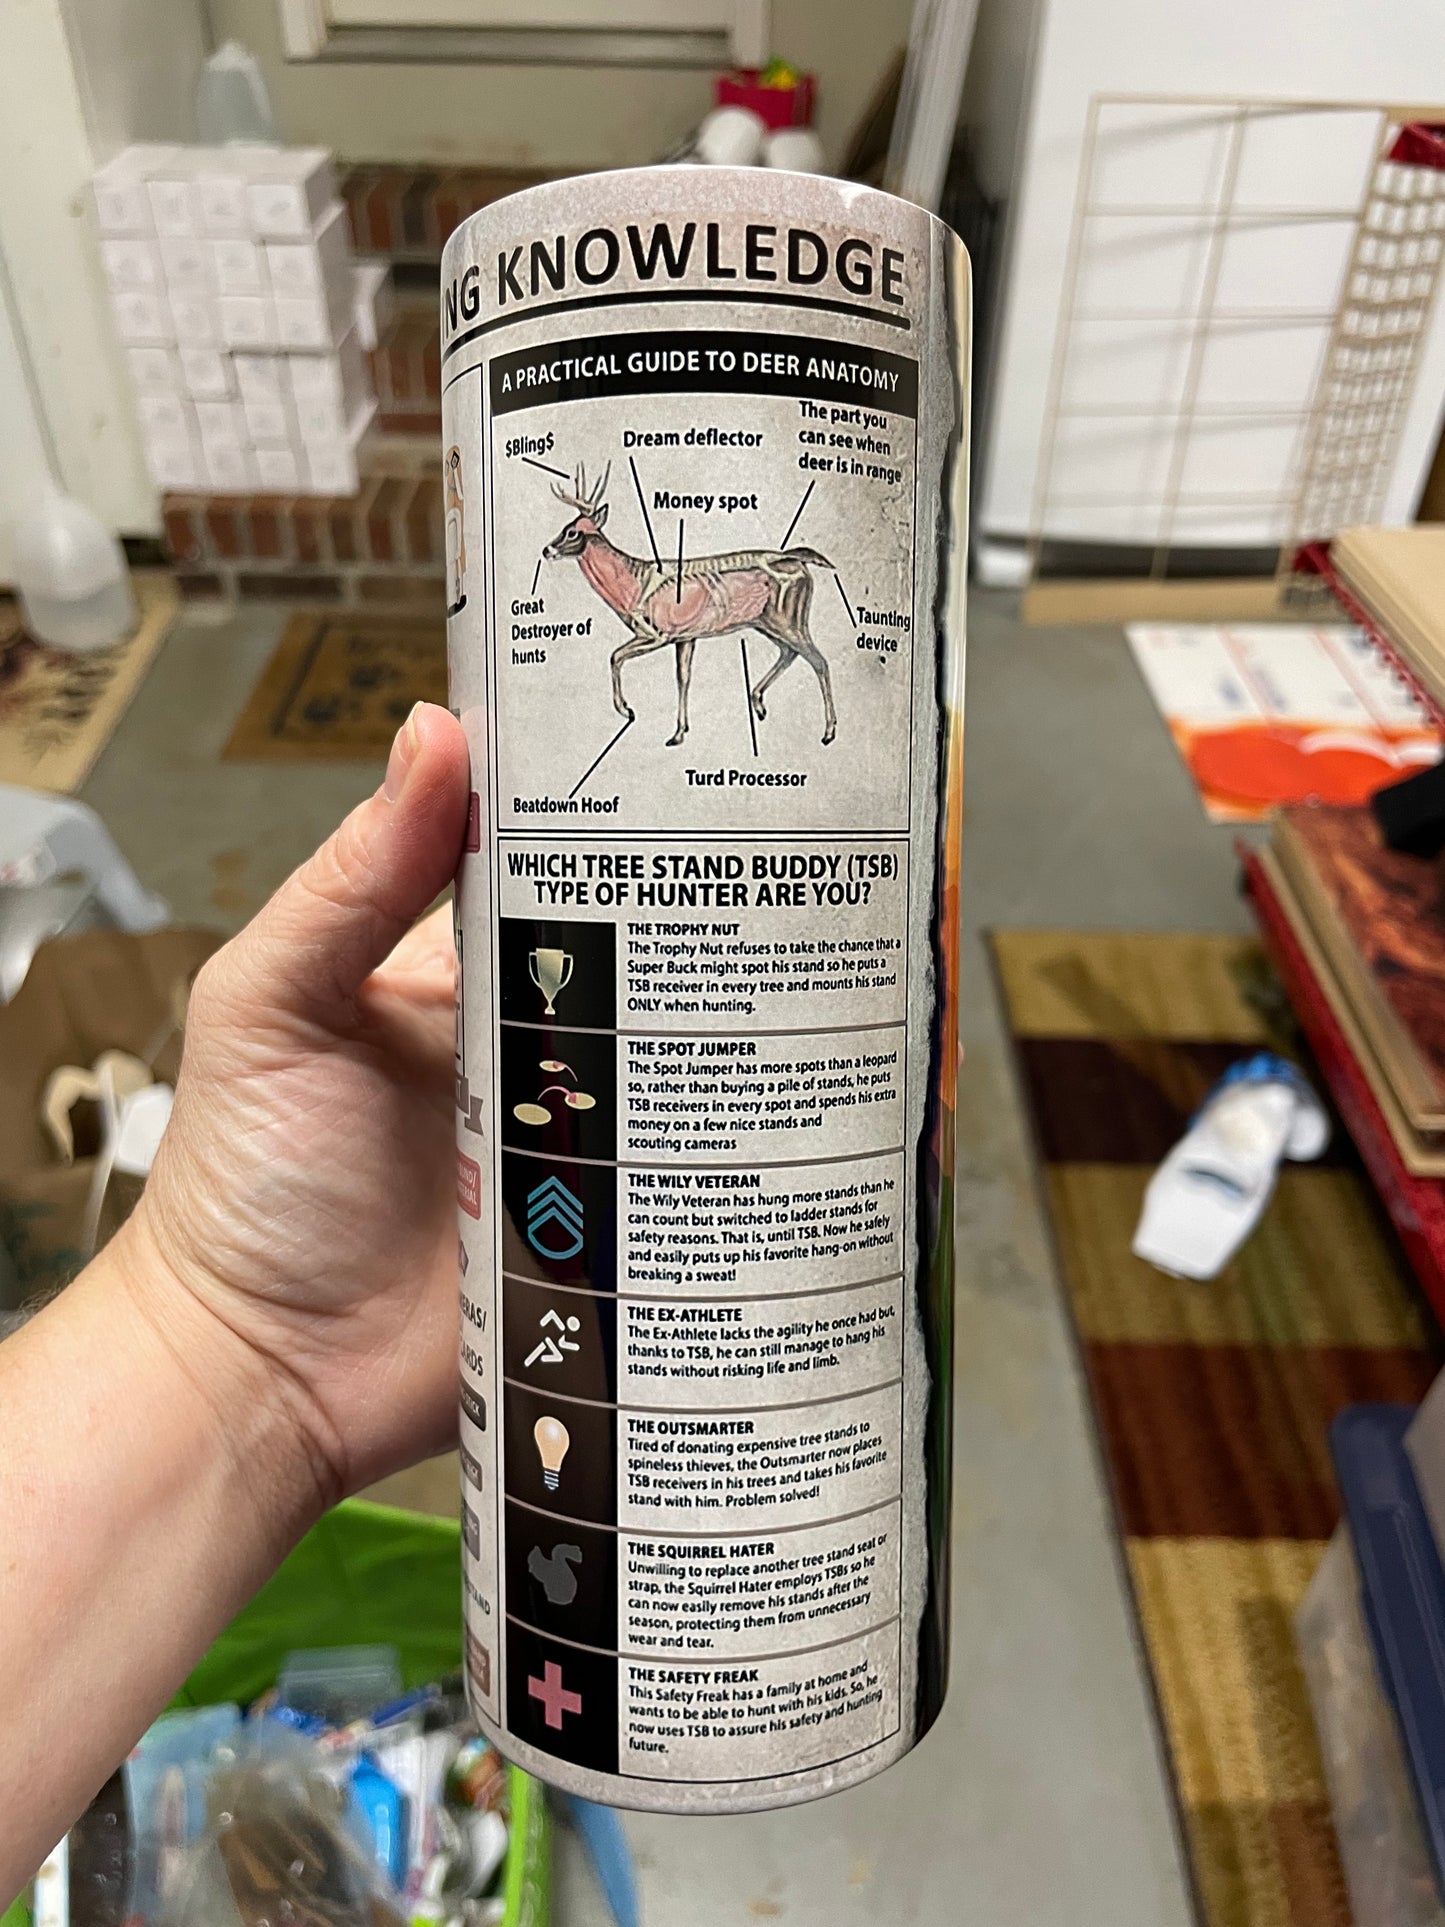 NG KNOWLEDGE
A PRACTICAL GUIDE TO DEER ANATOMY
$Bling$
Dream deflector
The part you
can see when
deer is in range
Money spot
Great
Destroyer of
hunts
Taunting
device
Turd Processor
Beatdown Hoof
WHICH TREE STAND BUDDY (TSB)
TYPE OF HUNTER ARE YOU?
THE TROPHY NUT
The Trophy Nut refuses to take the chance that a
Super Buck might spot his stand so he puts a
TSB receiver in every tree and mounts his stand
ONLY when hunting.
THE SPOT JUMPER
The Spot Jumper has more spots than a leopard
so, rather than buying a pile of stands, he puts
TSB receivers in every spot and spends his extra
money on a few nice stands and
scouting cameras
THE WILY VETERAN
The Wily Veteran has hung more stands than he
can count but switched to ladder stands for
safety reasons. That is, until TSB. Now he safely
and easily puts up his favorite hang-on without
breaking a sweat!
THE EX-ATHLETE
The Ex-Athlete lacks the agility he once had but,
thanks to TSB, he can still manage to hang his
stands without risking life and limb.
THE OUTSMARTER
Tired of donating expensive tree stands to
spineless thieves, the Outsmarter now places
TSB receivers in his trees and takes his favorite
stand with him. Problem solved!
THE SQUIRREL HATER
Unwilling to replace another tree stand seat or
strap, the Squirrel Hater employs TSBs so he
can now easily remove his stands after the
season, protecting them from unnecessary
wear and tear.
THE SAFETY FREAK
This Safety Freak has a family at home and
wants to be able to hunt with his kids. So, he
now uses TSB to assure his safety and hunting
future.